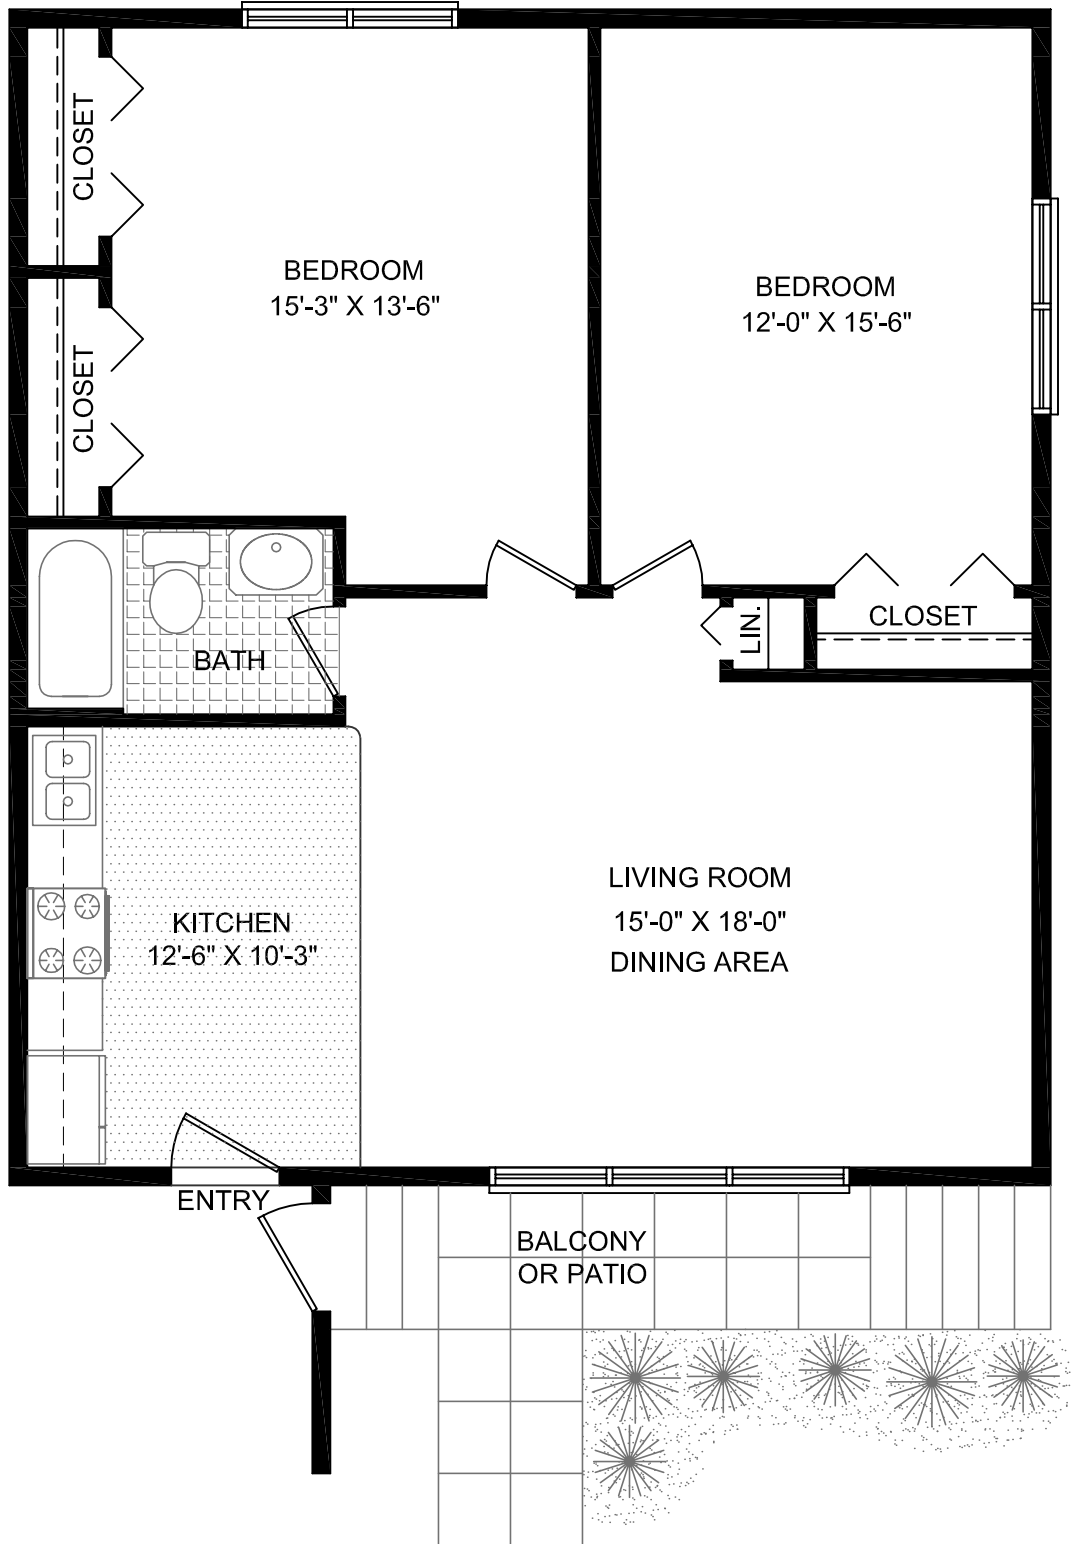 CLOSET
CLOSET
BEDROOM
15'-3" X 13'-6"
BEDROOM
12'-0" X 15'-6"
CLOSET
LIN.
BATH
KITCHEN
12'-6" X 10'-3"
LIVING ROOM
15'-0" X 18'-0"
DINING AREA
ENTRY
BALCONY
OR PATIO